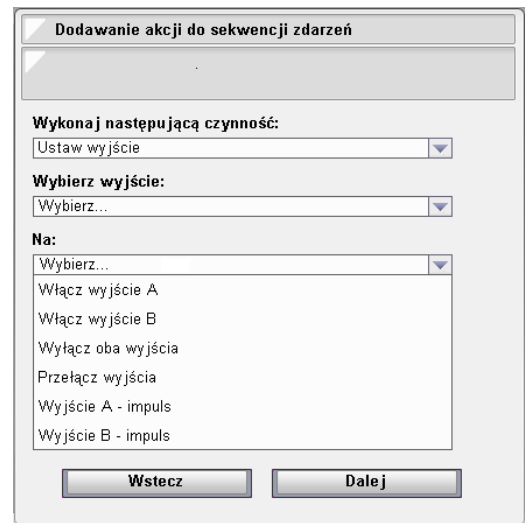 Dodawanie akcji do sekwencji zdarzeń
Wykonaj następującą czynność:
Ustaw wyjście
Wybierz wyjście:
Wybierz...
Na:
Wybierz...
Włącz wyjście A
Włącz wyjście B
Wyłącz oba wyjścia
Przełącz wyjścia
Wyjście A - impuls
Wyjście B - impuls
Wstecz Dalej